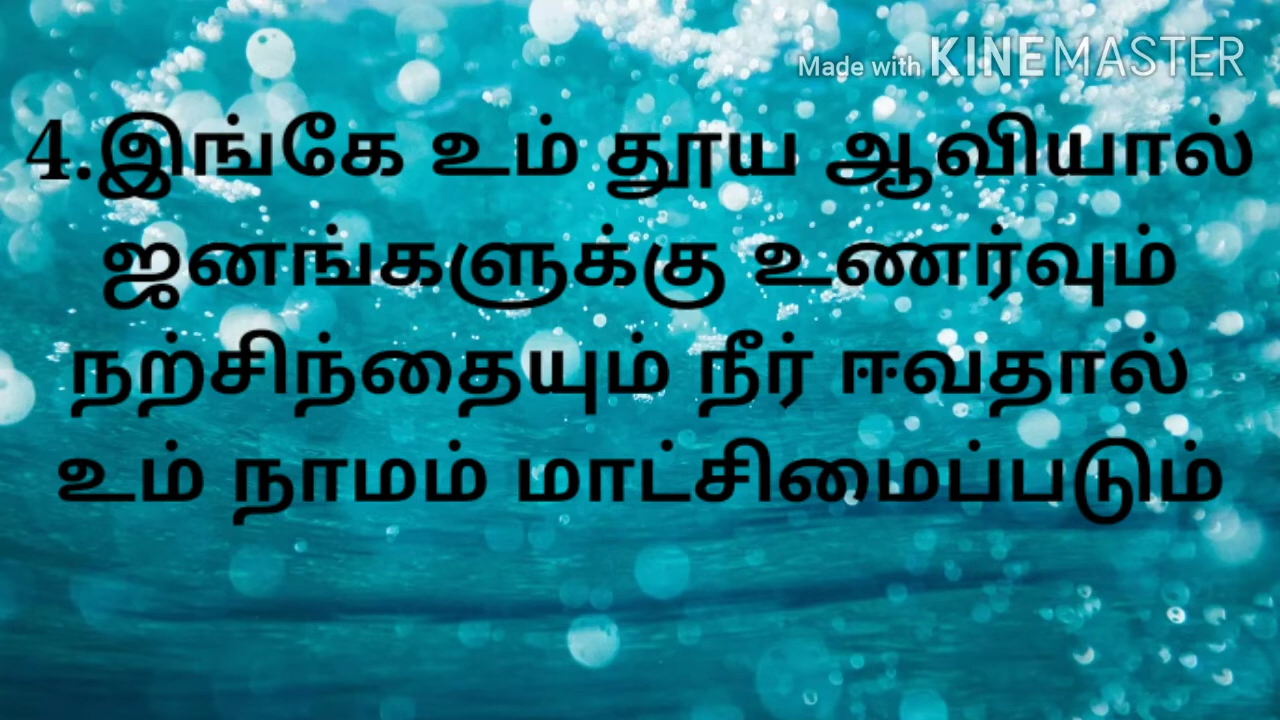 Made with KINEMASTER
4.இங்கே உம் தூய ஆவியால்
ஜனங்களுக்கு உணர்வும்
நற்சிந்தையும் நீர் ஈவதால்
உம் நாமம் மாட்சிமைப்படும்